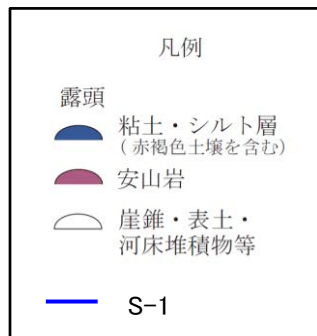 凡例
露頭
粘土・シルト層
(赤褐色土壌を含む)
安山岩
崖錐・表土・
河床堆積物等
S-1